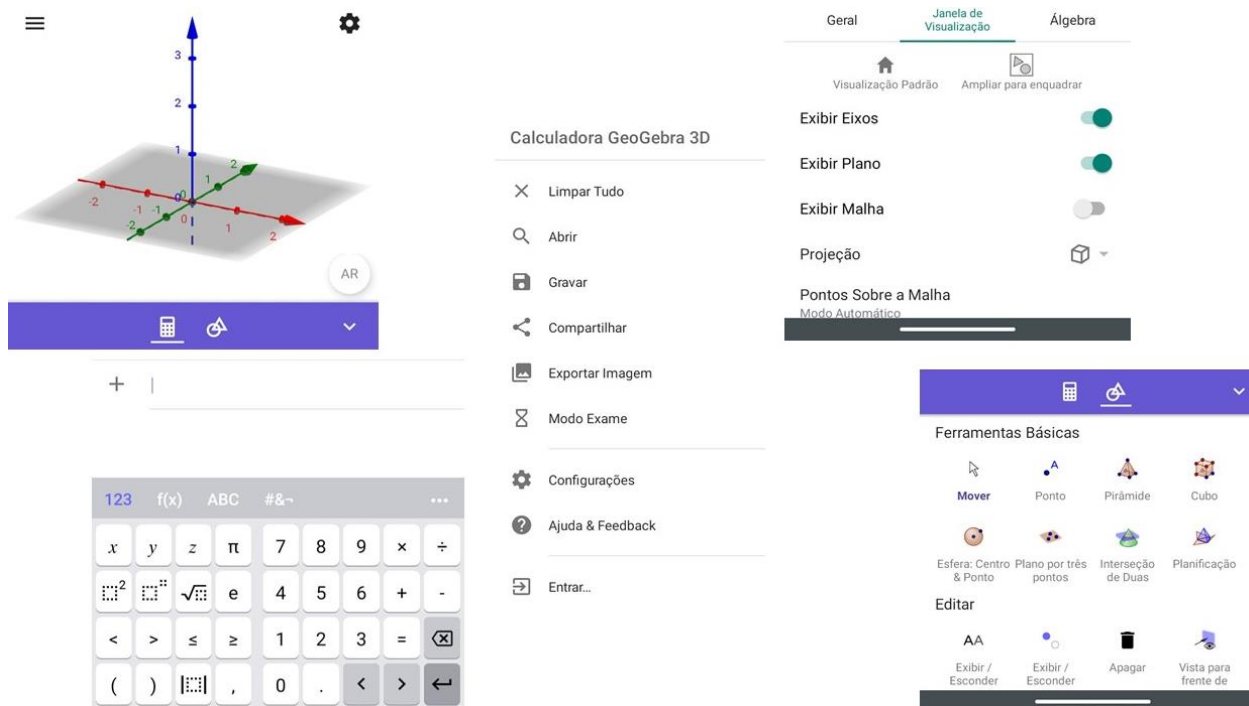 3
2
1
0
2
1
0
-1
-2
-2
-1
0
1
2
AR
123 f(x) ABC #&¬ ...
x y z π 7 8 9 × ÷
2 √ e 4 5 6 + -
< > ≤ ≥ 1 2 3 =
( ) | | , 0 . < >
Calculadora GeoGebra 3D
Limpar Tudo
Abrir
Gravar
Compartilhar
Exportar Imagem
Modo Exame
Configurações
Ajuda & Feedback
Entrar...
Geral
Janela de
Visualização
Álgebra
Visualização Padrão
Ampliar para enquadrar
Exibir Eixos
Exibir Plano
Exibir Malha
Projeção
Pontos Sobre a Malha
Modo Automático
Ferramentas Básicas
A
Mover
Ponto
Pirâmide
Cubo
Esfera: Centro
& Ponto
Plano por três
pontos
Interseção
de Duas
Planificação
Editar
AA
Exibir /
Esconder
Exibir /
Esconder
Apagar
Vista para
frente de